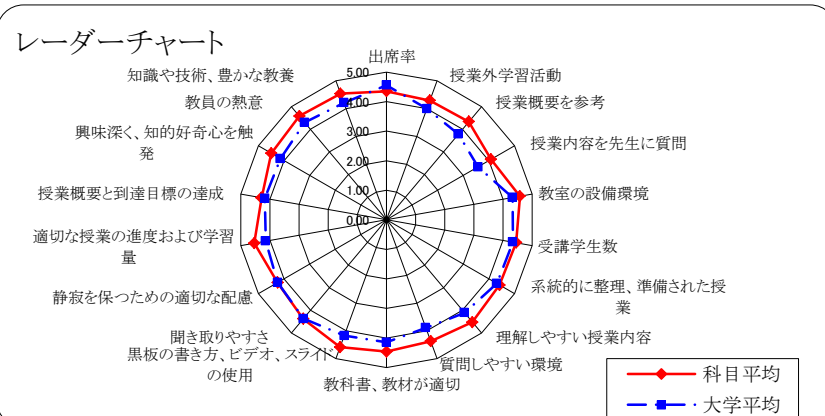 レーダーチャート
出席率
授業外学習活動
授業概要を参考
授業内容を先生に質問
教室の設備環境
受講学生数
系統的に整理、準備された授
業
理解しやすい授業内容
質問しやすい環境
教科書、教材が適切
黒板の書き方、ビデオ、スライド
の使用
聞き取りやすさ
静寂を保つための適切な配慮
適切な授業の進度および学習
量
授業概要と到達目標の達成
興味深く、知的好奇心を触
発
教員の熱意
知識や技術、豊かな教養
5.00
4.00
3.00
2.00
1.00
0.00
科目平均
大学平均